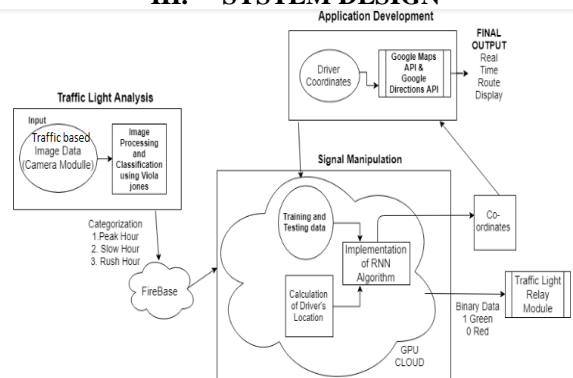 III. SYSTEM DESIGN
Application Development
Driver
Coordinates
Google Maps
API &
Google
Directions API
FINAL
OUTPUT
Real
Time
Route
Display
Traffic Light Analysis
Input
Traffic based
Image Data
(Camera Modulle)
Image
Processing
and
Classification
using Viola
jones
Categorization
1.Peak Hour
2. Slow Hour
3. Rush Hour
FireBase
Signal Manipulation
Training and
Testing data
Implementation
of RNN
Algorithm
Calculation
of Driver's
Location
GPU
CLOUD
Co-
ordinates
Binary Data
1 Green
0 Red
Traffic Light
Relay
Module